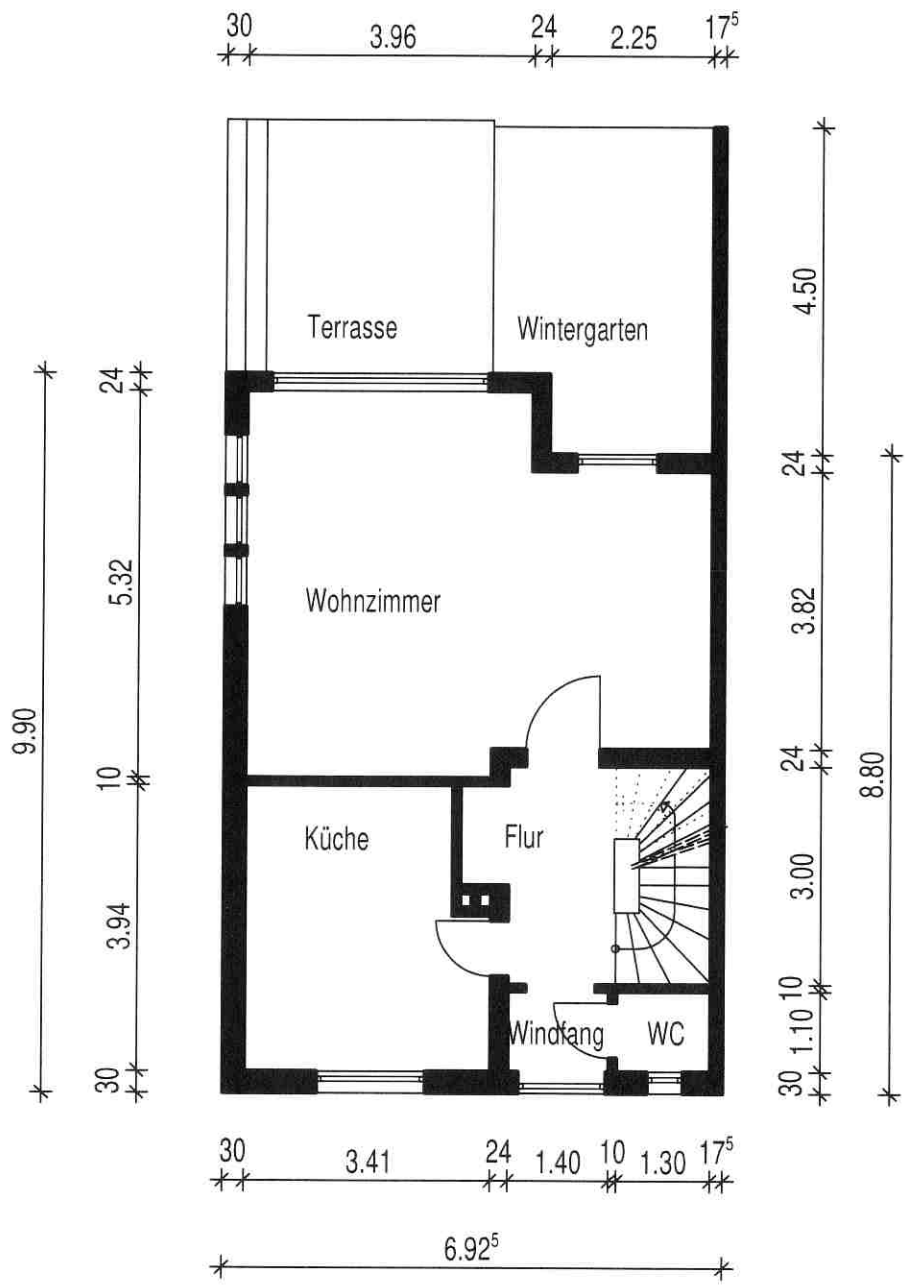 30 3.96 24 2.25 17⁵
Terrasse Wintergarten
4.50
24
24
5.32
Wohnzimmer
3.82
9.90
8.80
10
24
Küche Flur
3.00
3.94
10
Windfang WC
1.10
30
30
30 3.41 24 1.40 10 1.30 17⁵
6.92⁵